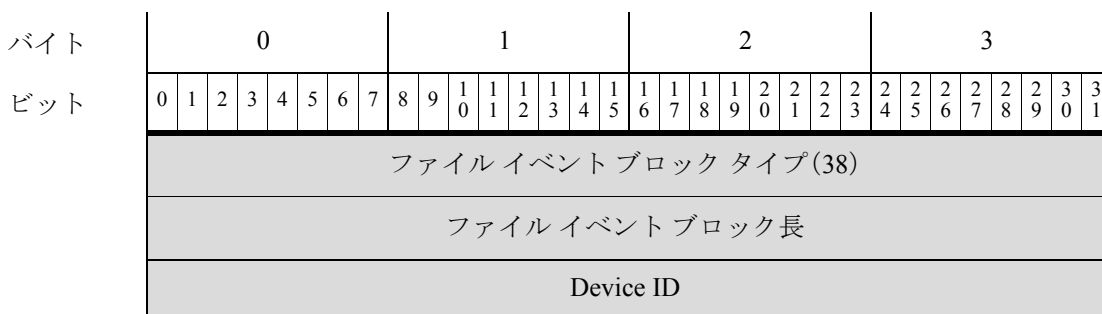 バイト 0 1 2 3
ビット 0 1 2 3 4 5 6 7 8 9 10 11 12 13 14 15 16 17 18 19 20 21 22 23 24 25 26 27 28 29 30 31
ファイル イベント ブロック タイプ(38)
ファイル イベント ブロック長
Device ID